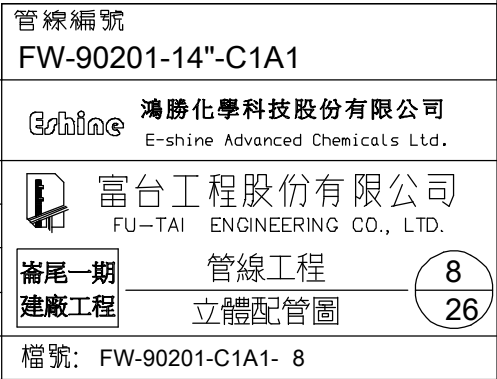 管線編號
FW-90201-14"-C1A1
Eshine
鴻勝化學科技股份有限公司
E-shine Advanced Chemicals Ltd.
富台工程股份有限公司
FU-TAI ENGINEERING CO., LTD.
崙尾一期
建廠工程
管線工程
立體配管圖
8
26
檔號: FW-90201-C1A1- 8